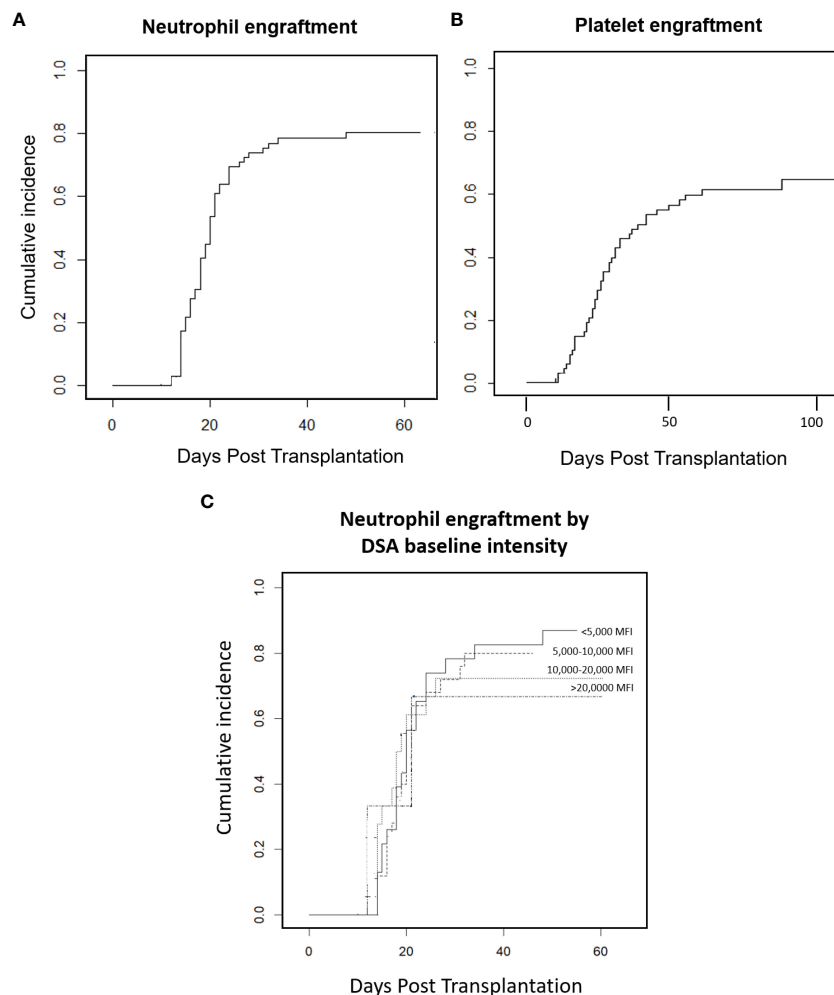 A
Neutrophil engraftment
Cumulative incidence
1.0
0.8
0.6
0.4
0.2
0.0
0 20 40 60
Days Post Transplantation
B
Platelet engraftment
1.0
0.8
0.6
0.4
0.2
0.0
0 50 100
Days Post Transplantation
C
Neutrophil engraftment by
DSA baseline intensity
Cumulative incidence
1.0
0.8
0.6
0.4
0.2
0.0
<5,000 MFI
5,000-10,000 MFI
10,000-20,000 MFI
>20,0000 MFI
0 20 40 60
Days Post Transplantation